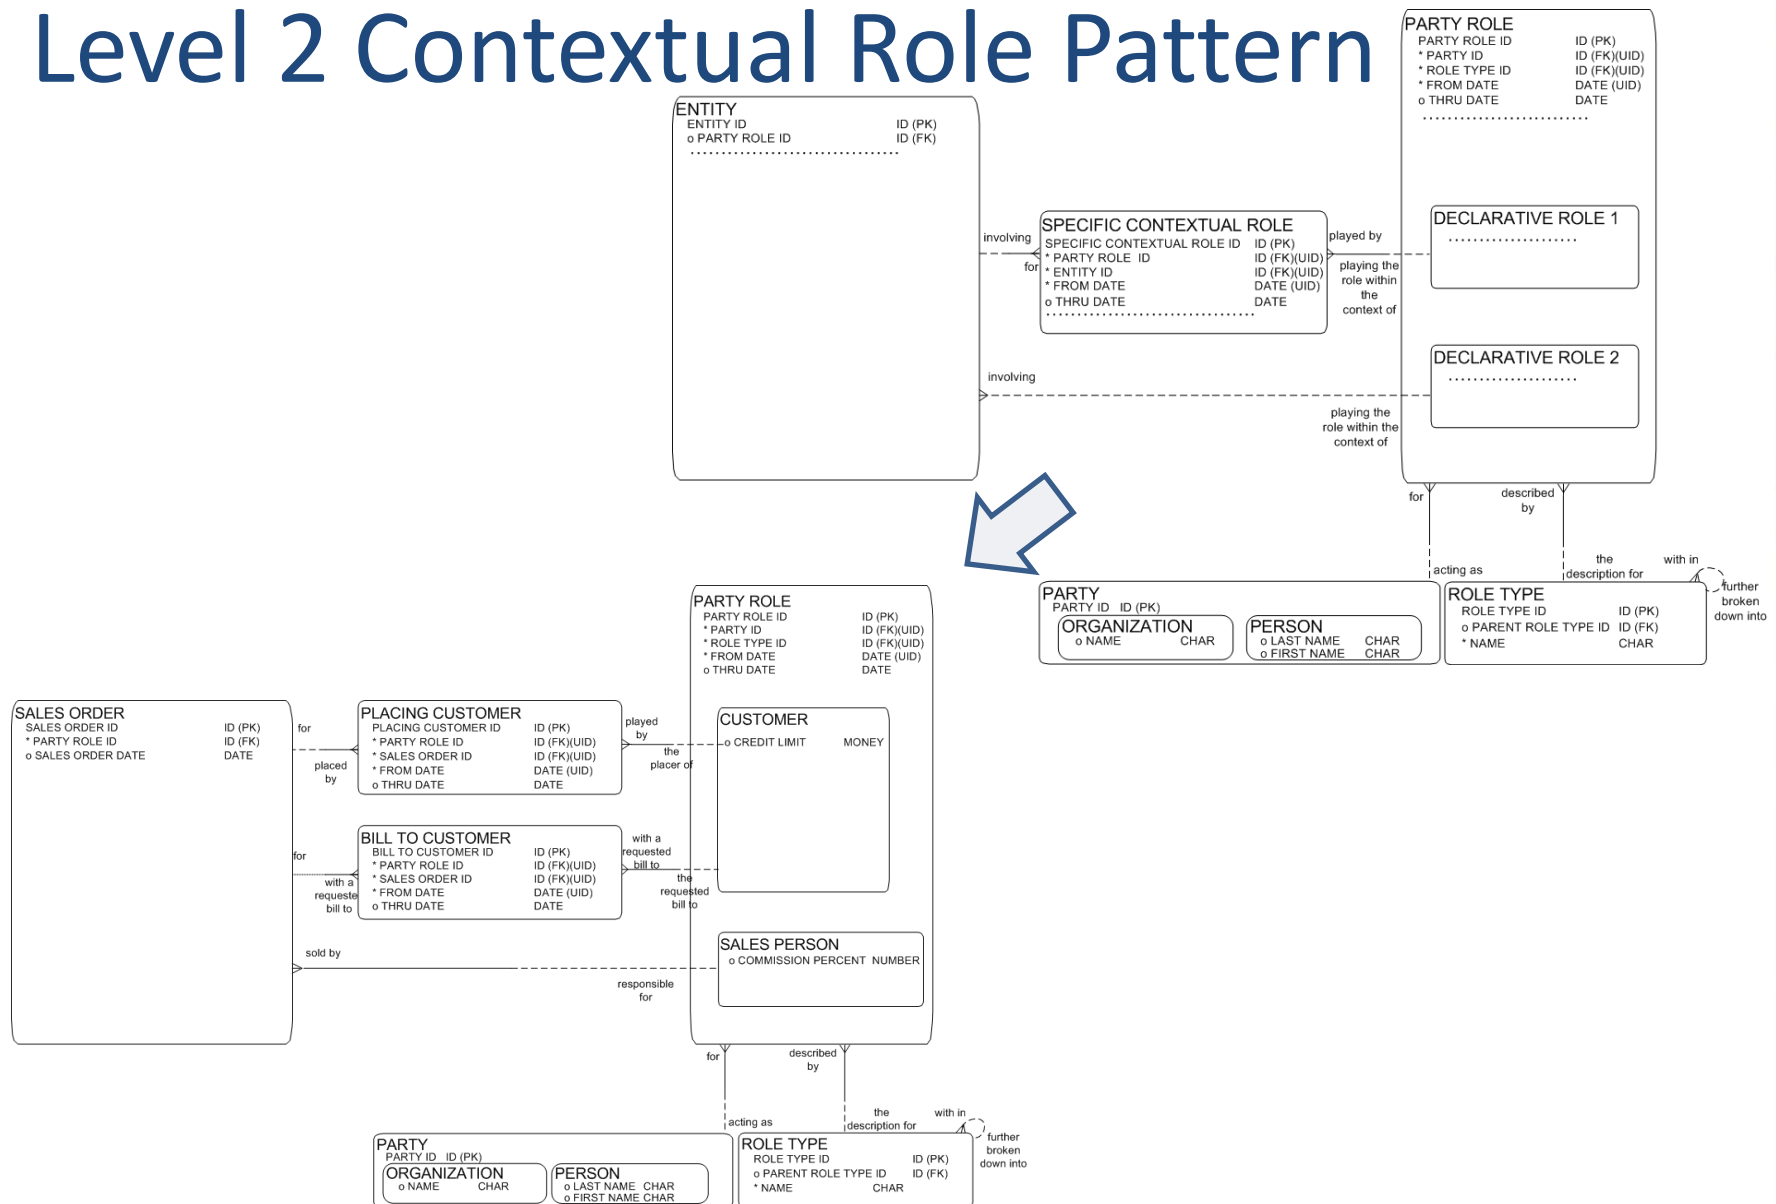 Level 2 Contextual Role Pattern
PARTY ROLE
PARTY ROLE ID ID (PK)
* PARTY ID ID (FK)(UID)
* ROLE TYPE ID ID (FK)(UID)
* FROM DATE DATE (UID)
o THRU DATE DATE
ENTITY
ENTITY ID ID (PK)
o PARTY ROLE ID ID (FK)
involving
for
SPECIFIC CONTEXTUAL ROLE
SPECIFIC CONTEXTUAL ROLE ID ID (PK)
* PARTY ROLE ID ID (FK)(UID)
* ENTITY ID ID (FK)(UID)
* FROM DATE DATE (UID)
o THRU DATE DATE
played by
playing the
role within
the
context of
DECLARATIVE ROLE 1
DECLARATIVE ROLE 2
involving
playing the
role within the
context of
for
described
by
acting as
the
description for
with in
further
broken
down into
PARTY
PARTY ID ID (PK)
ORGANIZATION
o NAME CHAR
PERSON
o LAST NAME CHAR
o FIRST NAME CHAR
ROLE TYPE
ROLE TYPE ID ID (PK)
o PARENT ROLE TYPE ID ID (FK)
* NAME CHAR
PARTY ROLE
PARTY ROLE ID ID (PK)
* PARTY ID ID (FK)(UID)
* ROLE TYPE ID ID (FK)(UID)
* FROM DATE DATE (UID)
o THRU DATE DATE
SALES ORDER
SALES ORDER ID ID (PK)
* PARTY ROLE ID ID (FK)
o SALES ORDER DATE DATE
for
placed
by
PLACING CUSTOMER
PLACING CUSTOMER ID ID (PK)
* PARTY ROLE ID ID (FK)(UID)
* SALES ORDER ID ID (FK)(UID)
* FROM DATE DATE (UID)
o THRU DATE DATE
played
by
the
placer of
CUSTOMER
o CREDIT LIMIT MONEY
for
with a
requeste
bill to
BILL TO CUSTOMER
BILL TO CUSTOMER ID ID (PK)
* PARTY ROLE ID ID (FK)(UID)
* SALES ORDER ID ID (FK)(UID)
* FROM DATE DATE (UID)
o THRU DATE DATE
with a
requested
bill to
the
requested
bill to
SALES PERSON
o COMMISSION PERCENT NUMBER
sold by
responsible
for
for
described
by
acting as
the
description for
with in
further
broken
down into
PARTY
PARTY ID ID (PK)
ORGANIZATION
o NAME CHAR
PERSON
o LAST NAME CHAR
o FIRST NAME CHAR
ROLE TYPE
ROLE TYPE ID ID (PK)
o PARENT ROLE TYPE ID ID (FK)
* NAME CHAR